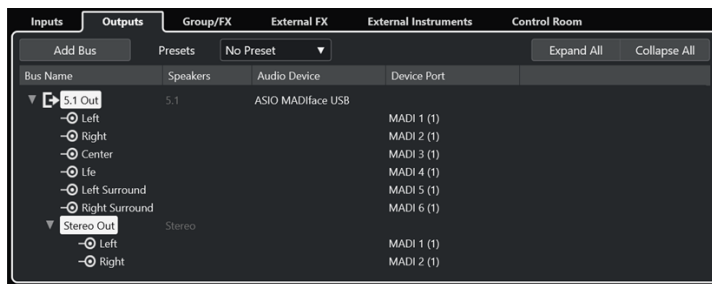 Inputs Outputs Group/FX External FX External Instruments Control Room
Add Bus Presets No Preset Expand All Collapse All
Bus Name Speakers Audio Device Device Port
5.1 Out 5.1 ASIO MADIface USB
Left MADI 1 (1)
Right MADI 2 (1)
Center MADI 3 (1)
Lfe MADI 4 (1)
Left Surround MADI 5 (1)
Right Surround MADI 6 (1)
Stereo Out Stereo
Left MADI 1 (1)
Right MADI 2 (1)